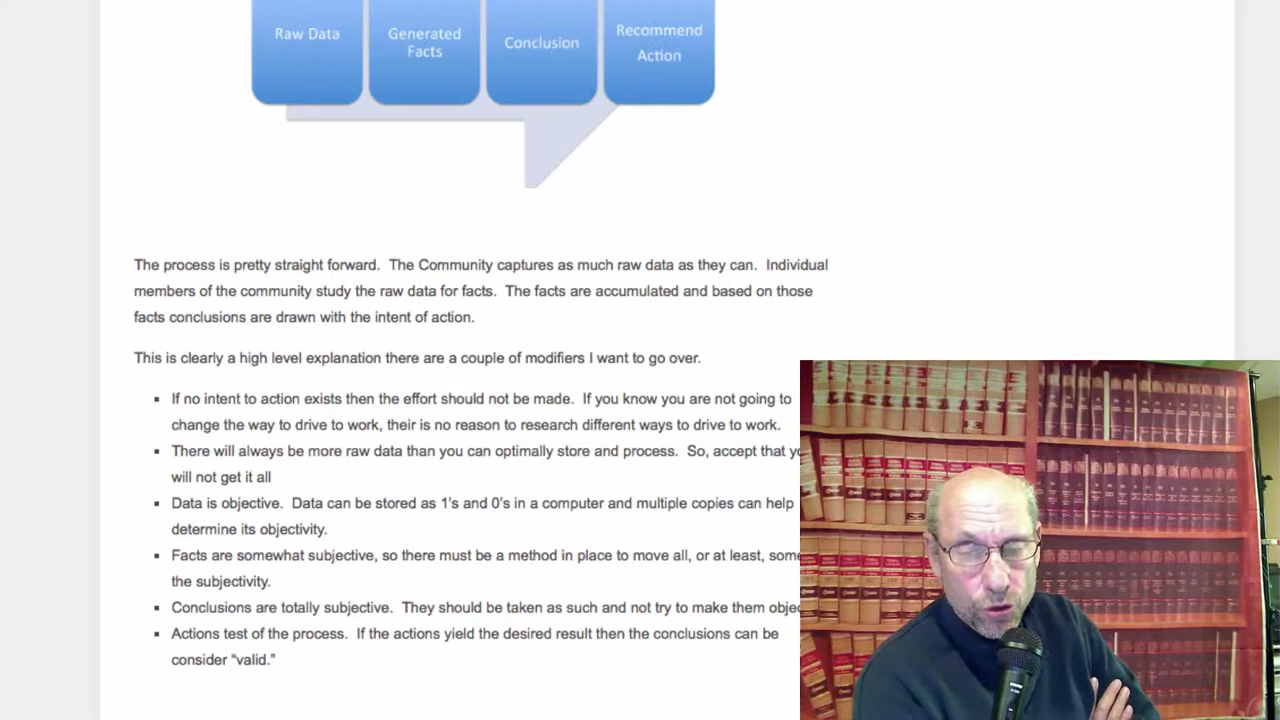 Raw Data
Generated
Facts
Conclusion
Recommend
Action
The process is pretty straight forward.  The Community captures as much raw data as they can.  Individual
members of the community study the raw data for facts.  The facts are accumulated and based on those
facts conclusions are drawn with the intent of action.
This is clearly a high level explanation there are a couple of modifiers I want to go over.
▪ If no intent to action exists then the effort should not be made.  If you know you are not going to
change the way to drive to work, their is no reason to research different ways to drive to work.
▪ There will always be more raw data than you can optimally store and process.  So, accept that
will not get it all
▪ Data is objective.  Data can be stored as 1's and 0's in a computer and multiple copies can help
determine its objectivity.
▪ Facts are somewhat subjective, so there must be a method in place to move all, or at least, some
the subjectivity.
▪ Conclusions are totally subjective.  They should be taken as such and not try to make them
▪ Actions test of the process.  If the actions yield the desired result then the conclusions can be
consider “valid.”